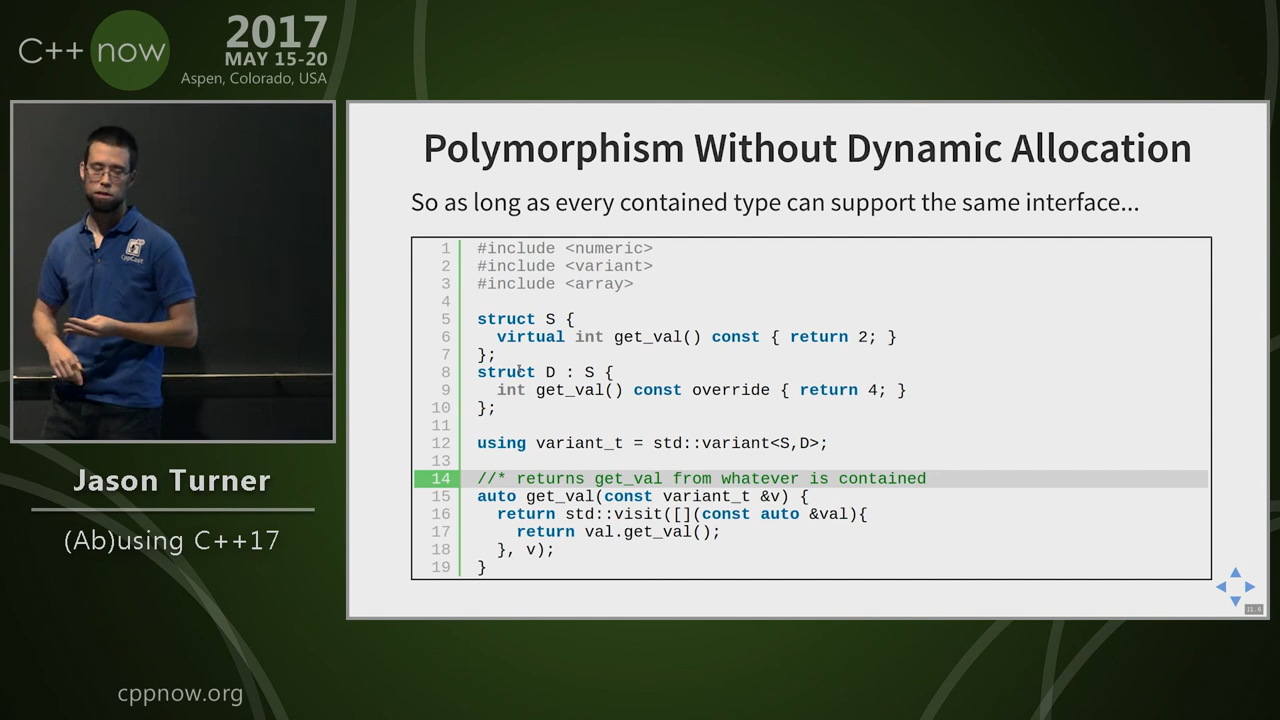 C++ now
2017
MAY 15-20
Aspen, Colorado, USA
CppCast
Jason Turner
(Ab)using C++17
cppnow.org
Polymorphism Without Dynamic Allocation
So as long as every contained type can support the same interface...
1 #include <numeric>
2 #include <variant>
3 #include <array>
4
5 struct S {
6 virtual int get_val() const { return 2; }
7 };
8 struct D : S {
9 int get_val() const override { return 4; }
10 };
11
12 using variant_t = std::variant<S,D>;
13
14 //* returns get_val from whatever is contained
15 auto get_val(const variant_t &v) {
16 return std::visit([](const auto &val){
17 return val.get_val();
18 }, v);
19 }